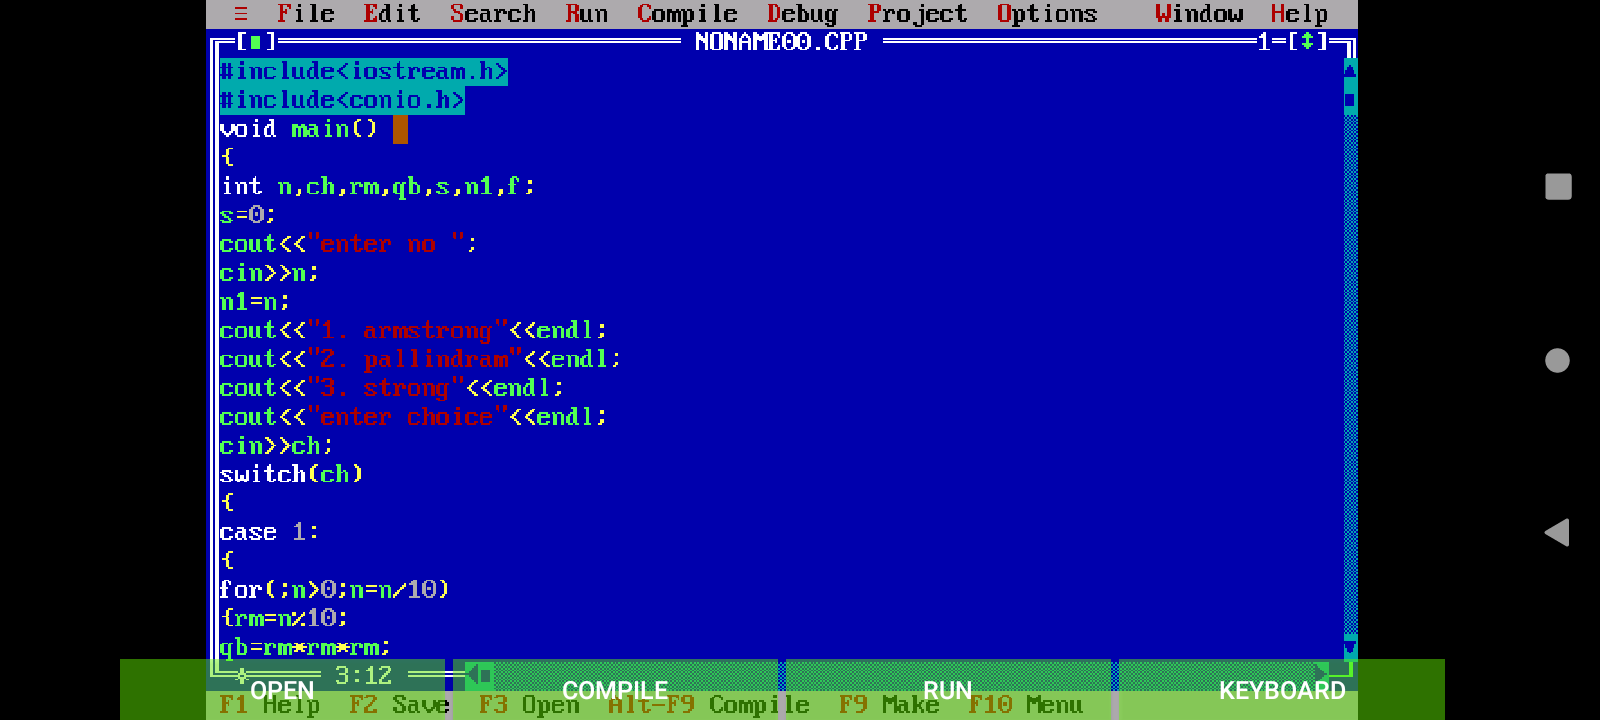 ≡ File Edit Search Run Compile Debug Project Options Window Help
[■] NONAME00.CPP 1=[↕]
#include<iostream.h>
#include<conio.h>
void main()
{
int n,ch,rm,qb,s,n1,f;
s=0;
cout<<"enter no ";
cin>>n;
n1=n;
cout<<"1. armstrong"<<endl;
cout<<"2. pallindram"<<endl;
cout<<"3. strong"<<endl;
cout<<"enter choice"<<endl;
cin>>ch;
switch(ch)
{
case 1:
{
for(;n>0;n=n/10)
{rm=n%10;
qb=rm*rm*rm;
3:12
OPEN COMPILE RUN KEYBOARD
F1 Help F2 Save F3 Open Alt-F9 Compile F9 Make F10 Menu